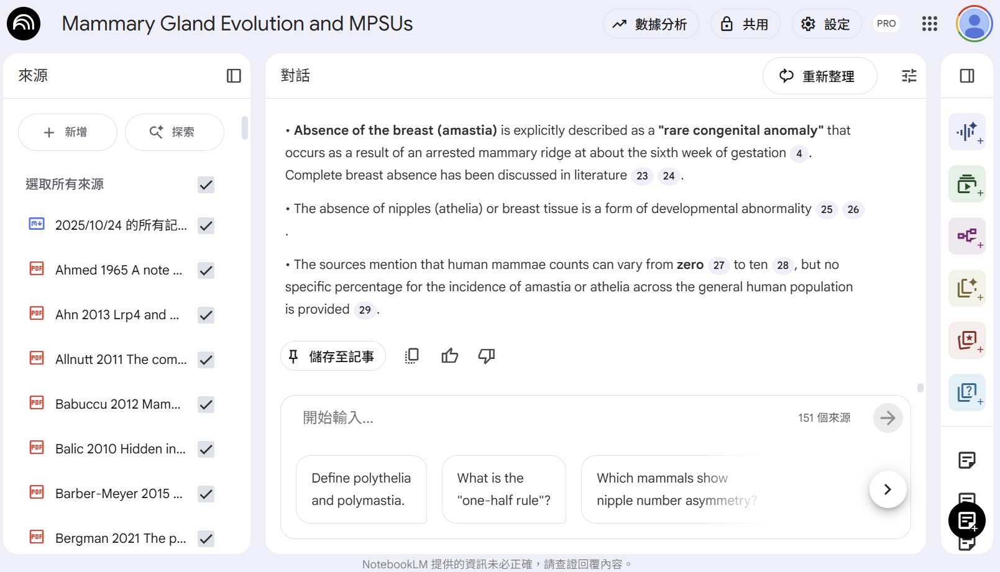 Mammary Gland Evolution and MPSUs
數據分析
共用
設定
PRO
來源
新增
探索
選取所有來源
2025/10/24 的所有記...
Ahmed 1965 A note ...
Ahn 2013 Lrp4 and ...
Allnutt 2011 The com...
Babuccu 2012 Mam...
Balic 2010 Hidden in...
Barber-Meyer 2015 ...
Bergman 2021 The p...
對話
重新整理
• Absence of the breast (amastia) is explicitly described as a "rare congenital anomaly" that
occurs as a result of an arrested mammary ridge at about the sixth week of gestation 4 .
Complete breast absence has been discussed in literature 23 24 .
• The absence of nipples (athelia) or breast tissue is a form of developmental abnormality 25 26
.
• The sources mention that human mammae counts can vary from zero 27 to ten 28 , but no
specific percentage for the incidence of amastia or athelia across the general human population
is provided 29 .
儲存至記事
開始輸入...
151 個來源
Define polythelia
and polymastia.
What is the
"one-half rule"?
Which mammals show
nipple number asymmetry?
NotebookLM 提供的資訊未必正確，請查證回覆內容。